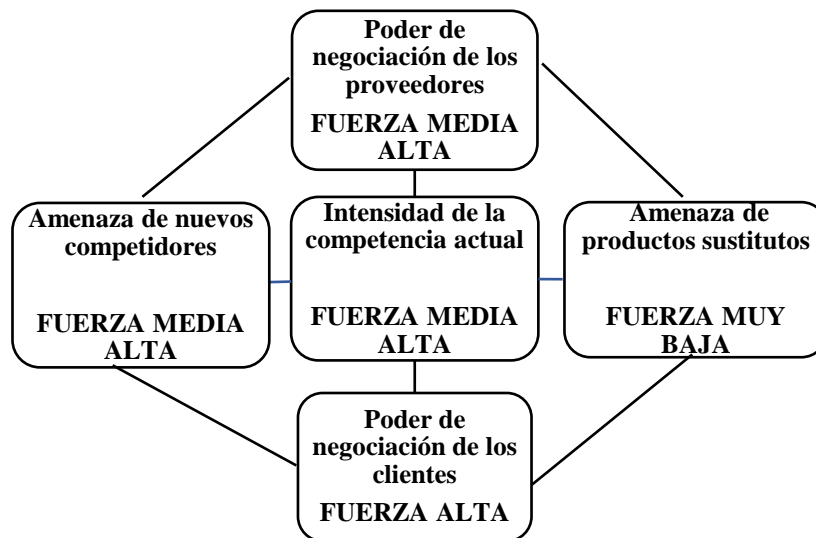 Poder de
negociación de los
proveedores
FUERZA MEDIA
ALTA
Amenaza de nuevos
competidores
FUERZA MEDIA
ALTA
Intensidad de la
competencia actual
FUERZA MEDIA
ALTA
Amenaza de
productos sustitutos
FUERZA MUY
BAJA
Poder de
negociación de los
clientes
FUERZA ALTA